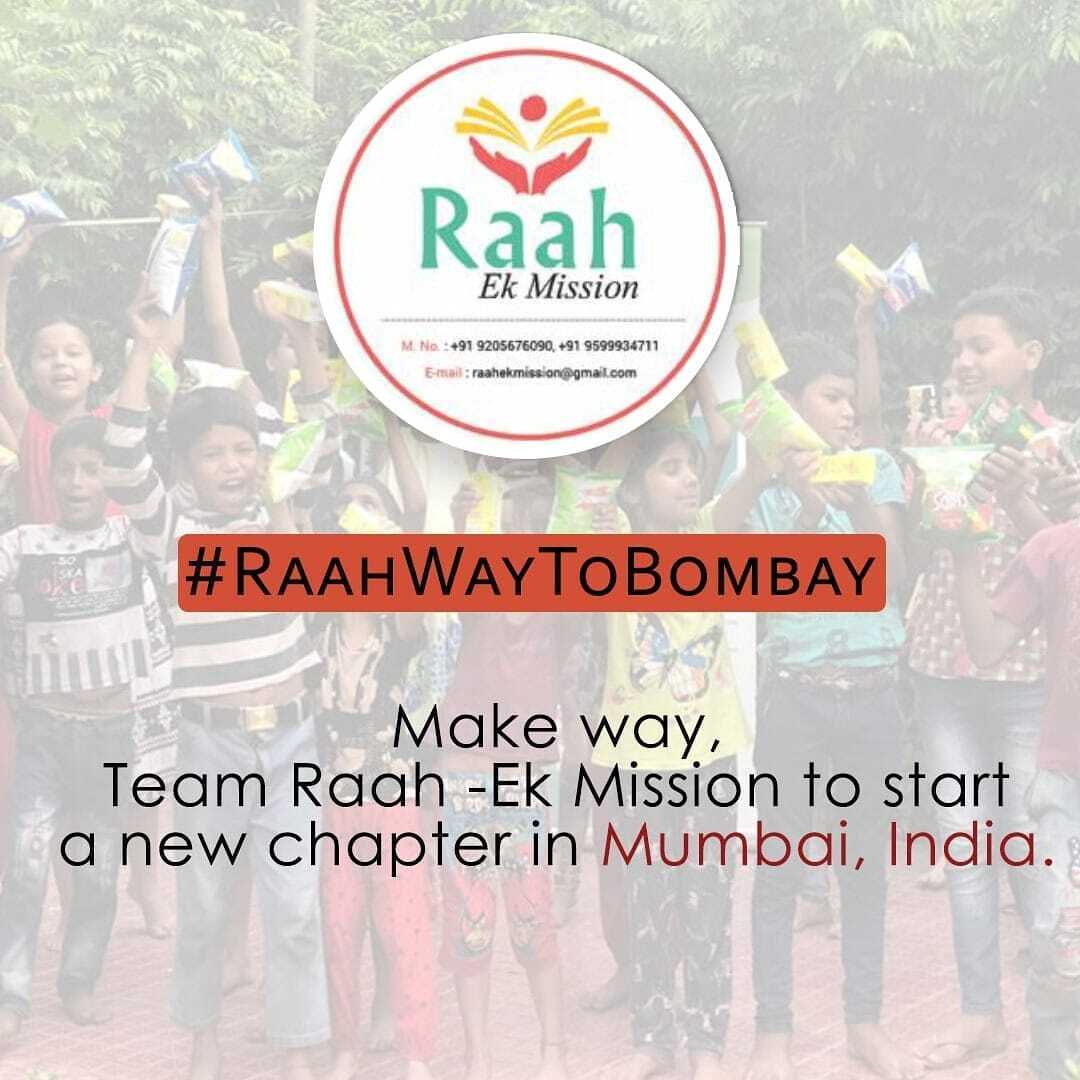 Raah
Ek Mission
M. No. : +91 9205676090, +91 9599934711
E-mail : raahekmission@gmail.com
#RaahWayToBombay
Make way,
Team Raah -Ek Mission to start
a new chapter in Mumbai, India.